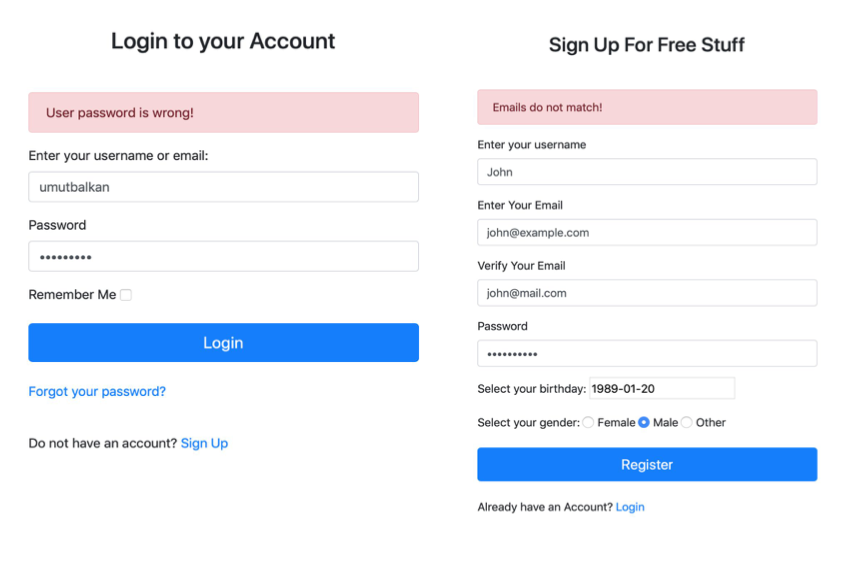 Login to your Account
User password is wrong!
Enter your username or email:
umutbalkan
Password
•••••••••
Remember Me
Login
Forgot your password?
Do not have an account? Sign Up
Sign Up For Free Stuff
Emails do not match!
Enter your username
John
Enter Your Email
john@example.com
Verify Your Email
john@mail.com
Password
••••••••••
Select your birthday: 1989-01-20
Select your gender: Female Male Other
Register
Already have an Account? Login